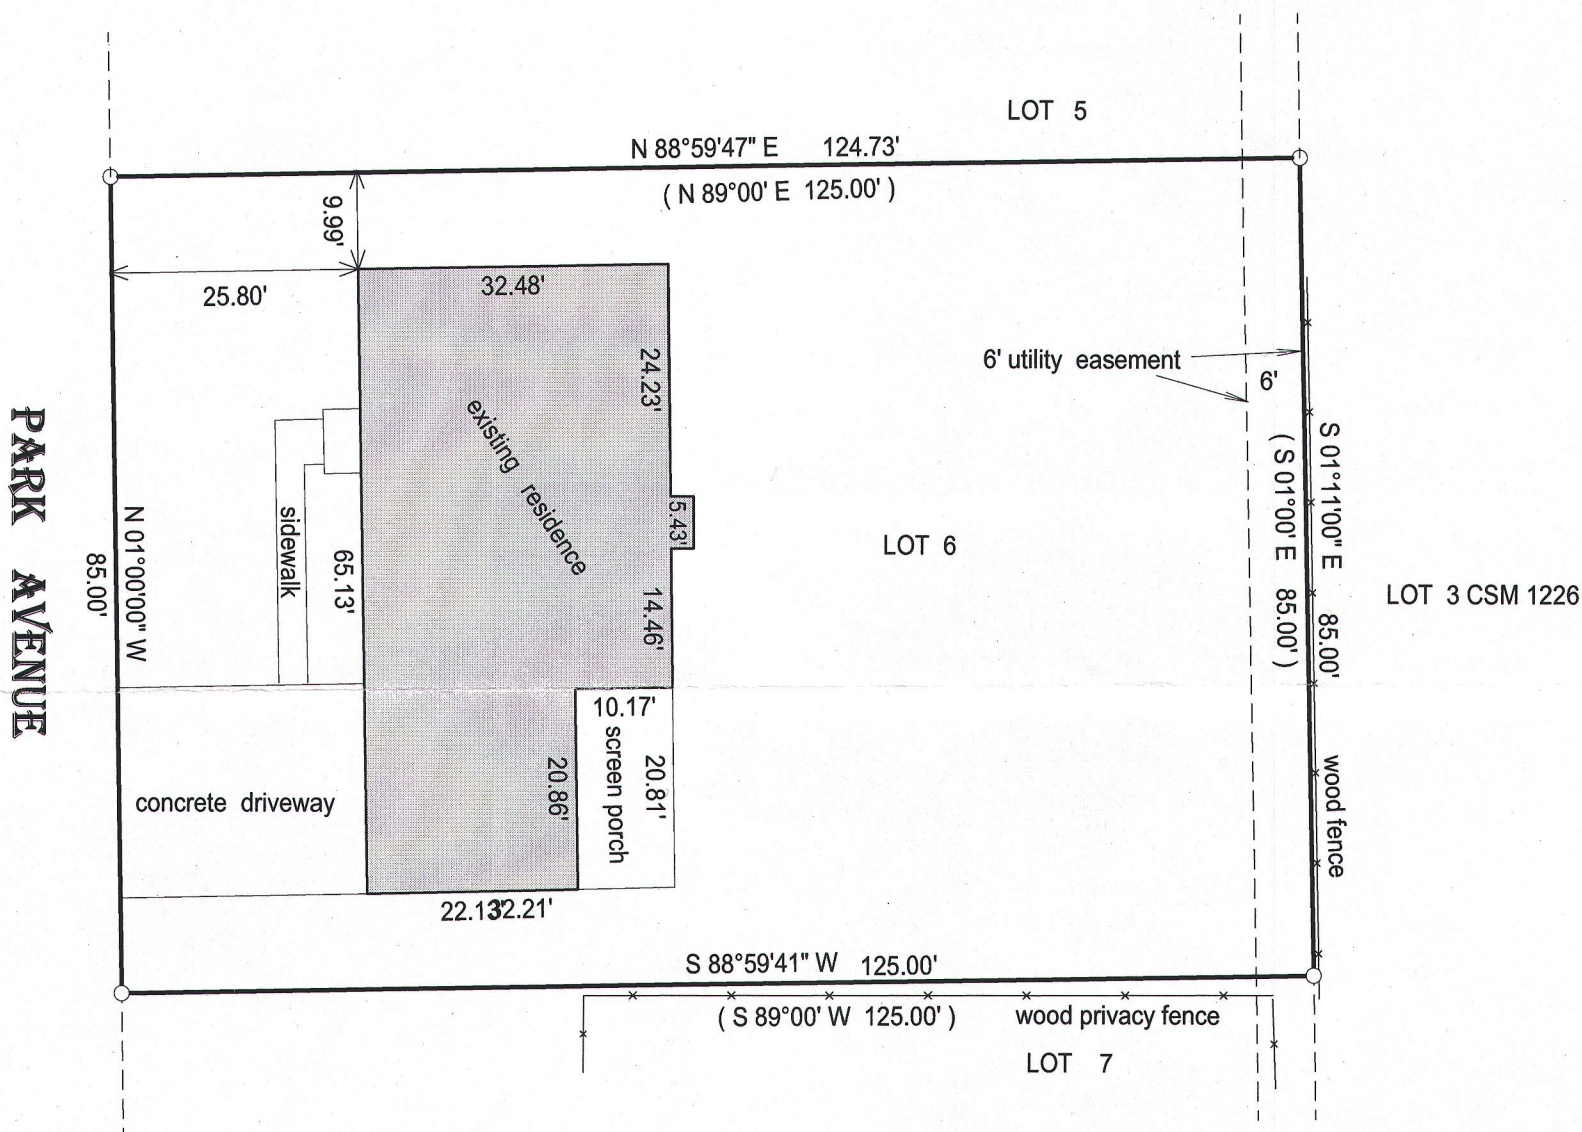 LOT 5
N 88°59'47" E 124.73'
( N 89°00' E 125.00' )
9.99'
25.80'
32.48'
24.23'
6' utility easement
6'
existing residence
5.43'
14.46'
65.13'
sidewalk
LOT 6
S 01°11'00" E 85.00'
( S 01°00' E 85.00' )
LOT 3 CSM 1226
PARK AVENUE
N 01°00'00" W
85.00'
10.17'
screen porch
20.81'
20.86'
concrete driveway
wood fence
22.13'
32.21'
S 88°59'41" W 125.00'
( S 89°00' W 125.00' )
wood privacy fence
LOT 7